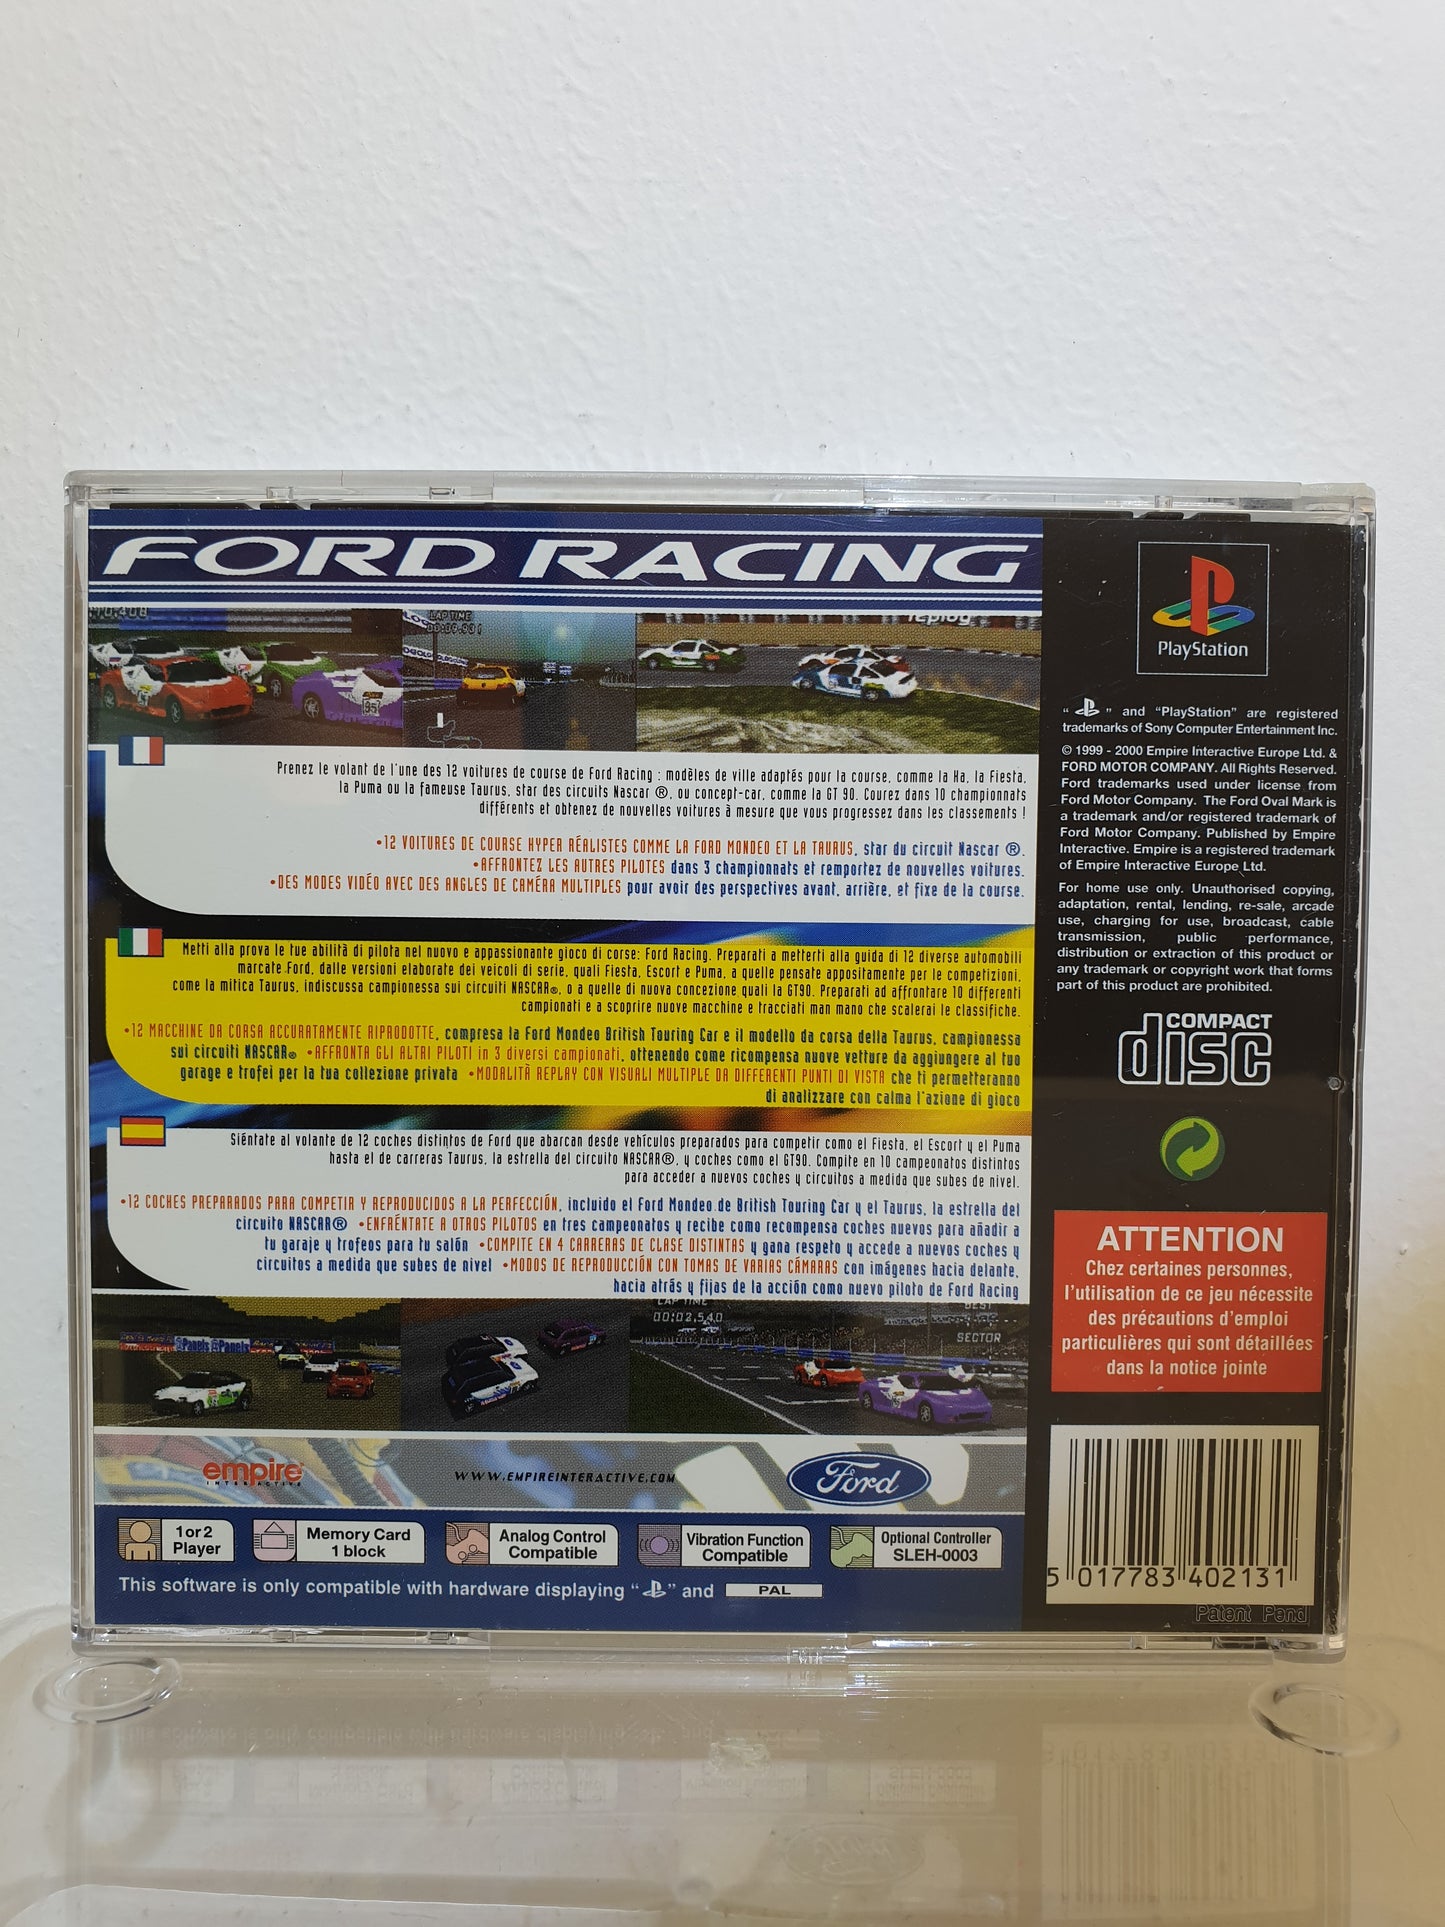 FORD RACING
10.408
LAP TIME
00:09.931
replay
Prenez le volant de l'une des 12 voitures de course de Ford Racing : modèles de ville adaptés pour la course, comme la Ka, la Fiesta,
la Puma ou la fameuse Taurus, star des circuits Nascar ®, ou concept-car, comme la GT 90. Courez dans 10 championnats
différents et obtenez de nouvelles voitures à mesure que vous progressez dans les classements !
•12 VOITURES DE COURSE HYPER RÉALISTES COMME LA FORD MONDEO ET LA TAURUS, star du circuit Nascar ®.
•AFFRONTEZ LES AUTRES PILOTES dans 3 championnats et remportez de nouvelles voitures.
•DES MODES VIDÉO AVEC DES ANGLES DE CAMÉRA MULTIPLES pour avoir des perspectives avant, arrière, et fixe de la course.
Metti alla prova le tue abilità di pilota nel nuovo e appassionante gioco di corse: Ford Racing. Preparati a metterti alla guida di 12 diverse automobili
marcate Ford, dalle versioni elaborate dei veicoli di serie, quali Fiesta, Escort e Puma, a quelle pensate appositamente per le competizioni,
come la mitica Taurus, indiscussa campionessa sui circuiti NASCAR®, o a quelle di nuova concezione quali la GT90. Preparati ad affrontare 10 differenti
campionati e a scoprire nuove macchine e tracciati man mano che scalerai le classifiche.
•12 MACCHINE DA CORSA ACCURATAMENTE RIPRODOTTE, compresa la Ford Mondeo British Touring Car e il modello da corsa della Taurus, campionessa
sui circuiti NASCAR® •AFFRONTA GLI ALTRI PILOTI in 3 diversi campionati, ottenendo come ricompensa nuove vetture da aggiungere al tuo
garage e trofei per la tua collezione privata •MODALITÀ REPLAY CON VISUALI MULTIPLE DA DIFFERENTI PUNTI DI VISTA che ti permetteranno
di analizzare con calma l'azione di gioco
Siéntate al volante de 12 coches distintos de Ford que abarcan desde vehículos preparados para competir como el Fiesta, el Escort y el Puma
hasta el de carreras Taurus, la estrella del circuito NASCAR®, y coches como el GT90. Compite en 10 campeonatos distintos
para acceder a nuevos coches y circuitos a medida que subes de nivel.
•12 COCHES PREPARADOS PARA COMPETIR Y REPRODUCIDOS A LA PERFECCIÓN, incluido el Ford Mondeo de British Touring Car y el Taurus, la estrella del
circuito NASCAR® •ENFRÉNTATE A OTROS PILOTOS en tres campeonatos y recibe como recompensa coches nuevos para añadir a
tu garaje y trofeos para tu salón •COMPITE EN 4 CARRERAS DE CLASE DISTINTAS y gana respeto y accede a nuevos coches y
circuitos a medida que subes de nivel •MODOS DE REPRODUCCIÓN CON TOMAS DE VARIAS CÁMARAS con imágenes hacia delante,
hacia atrás y fijas de la acción como nuevo piloto de Ford Racing
Panels Panels
LAP TIME
00:02.540
BEST
SECTOR
empire
INTERACTIVE
WWW.EMPIREINTERACTIVE.COM
Ford
1 or 2
Player
Memory Card
1 block
Analog Control
Compatible
Vibration Function
Compatible
Optional Controller
SLEH-0003
This software is only compatible with hardware displaying " " and PAL
PlayStation
" " and "PlayStation" are registered
trademarks of Sony Computer Entertainment Inc.
© 1999 - 2000 Empire Interactive Europe Ltd. &
FORD MOTOR COMPANY. All Rights Reserved.
Ford trademarks used under license from
Ford Motor Company. The Ford Oval Mark is
a trademark and/or registered trademark of
Ford Motor Company. Published by Empire
Interactive. Empire is a registered trademark
of Empire Interactive Europe Ltd.
For home use only. Unauthorised copying,
adaptation, rental, lending, re-sale, arcade
use, charging for use, broadcast, cable
transmission, public performance,
distribution or extraction of this product or
any trademark or copyright work that forms
part of this product are prohibited.
COMPACT
disc
ATTENTION
Chez certaines personnes,
l'utilisation de ce jeu nécessite
des précautions d'emploi
particulières qui sont détaillées
dans la notice jointe
5 017783 402131
Patent Pend